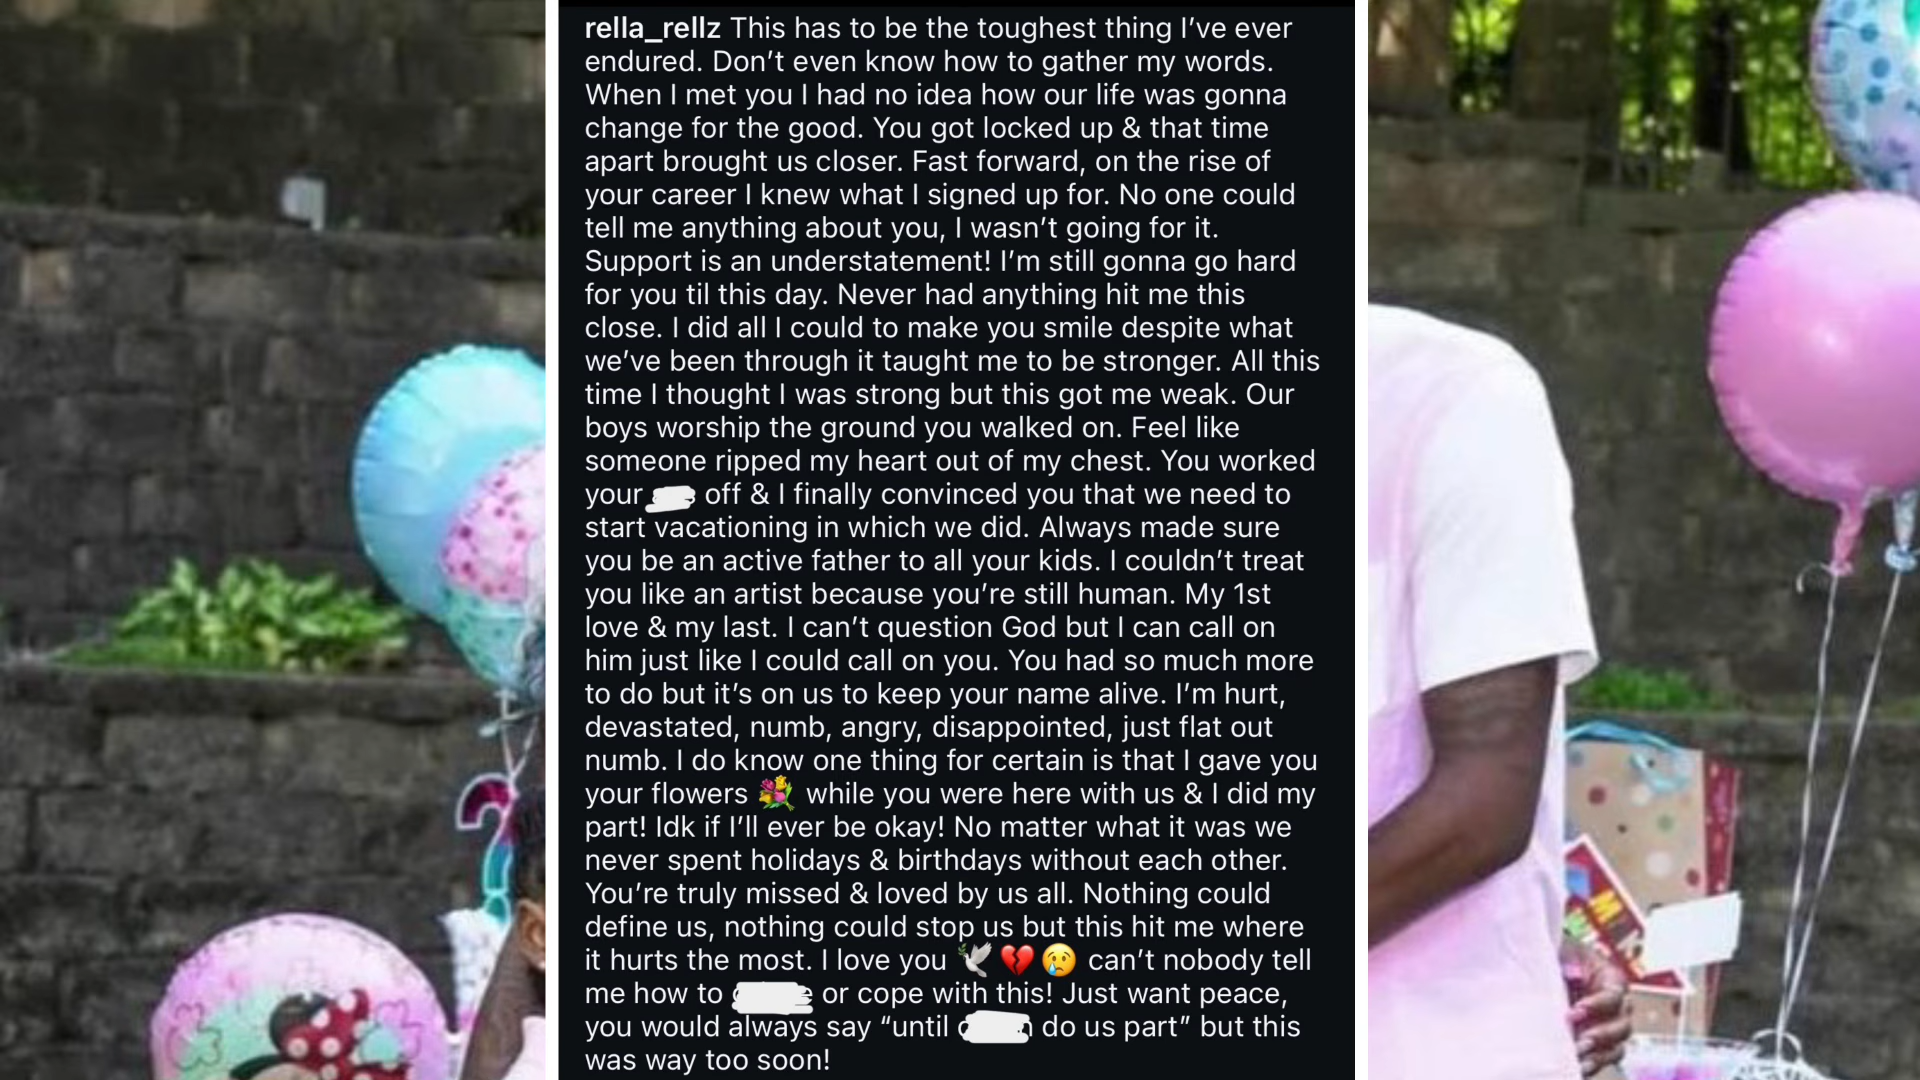 rella_rellz This has to be the toughest thing I’ve ever
endured. Don’t even know how to gather my words.
When I met you I had no idea how our life was gonna
change for the good. You got locked up & that time
apart brought us closer. Fast forward, on the rise of
your career I knew what I signed up for. No one could
tell me anything about you, I wasn’t going for it.
Support is an understatement! I’m still gonna go hard
for you til this day. Never had anything hit me this
close. I did all I could to make you smile despite what
we’ve been through it taught me to be stronger. All this
time I thought I was strong but this got me weak. Our
boys worship the ground you walked on. Feel like
someone ripped my heart out of my chest. You worked
your off & I finally convinced you that we need to
start vacationing in which we did. Always made sure
you be an active father to all your kids. I couldn’t treat
you like an artist because you’re still human. My 1st
love & my last. I can’t question God but I can call on
him just like I could call on you. You had so much more
to do but it’s on us to keep your name alive. I’m hurt,
devastated, numb, angry, disappointed, just flat out
numb. I do know one thing for certain is that I gave you
your flowers 💐 while you were here with us & I did my
part! Idk if I’ll ever be okay! No matter what it was we
never spent holidays & birthdays without each other.
You’re truly missed & loved by us all. Nothing could
define us, nothing could stop us but this hit me where
it hurts the most. I love you 🕊️ 💔 😢 can’t nobody tell
me how to or cope with this! Just want peace,
you would always say “until do us part” but this
was way too soon!